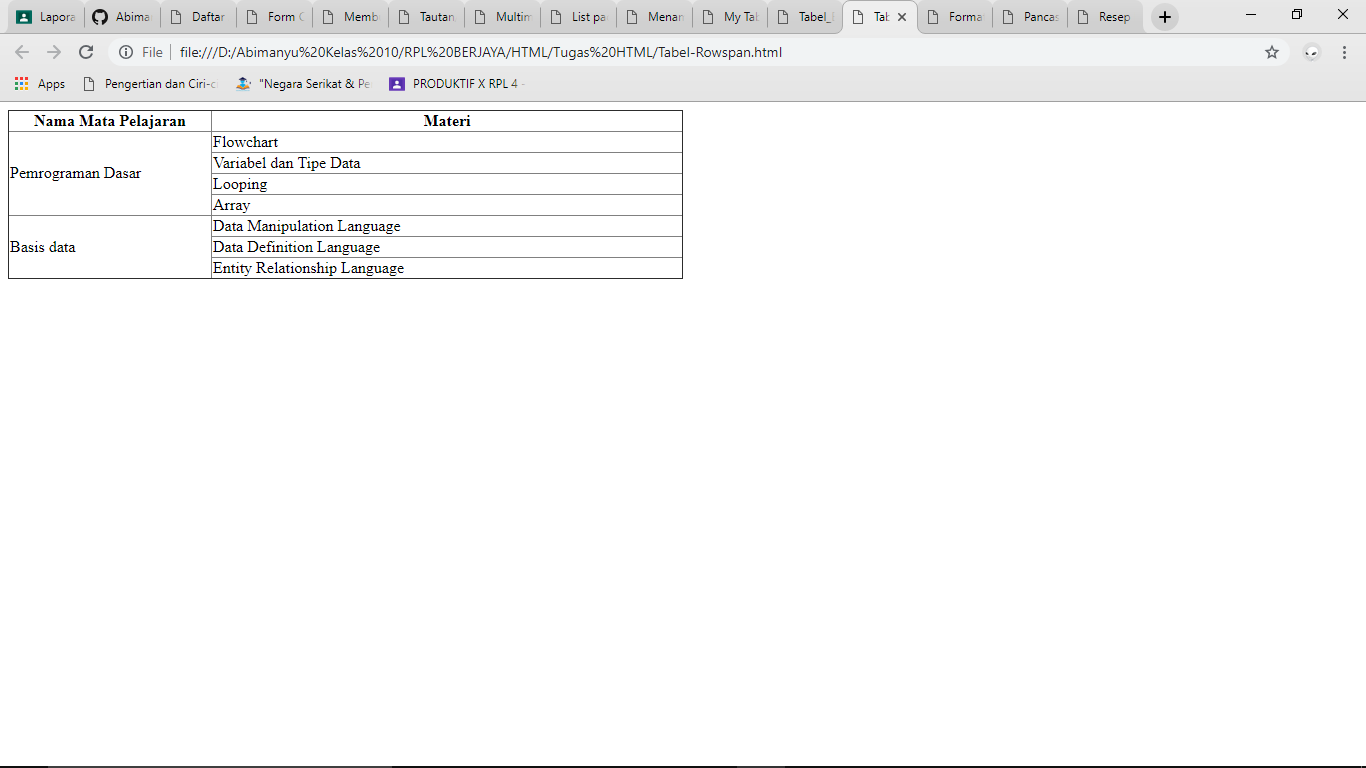 Lapora Abima Daftar Form C Memb Tautan Multim List pa Menan My Tab Tabel_ Tab Format Pancas Resep
File file:///D:/Abimanyu%20Kelas%2010/RPL%20BERJAYA/HTML/Tugas%20HTML/Tabel-Rowspan.html
Apps Pengertian dan Ciri-c "Negara Serikat & Pe PRODUKTIF X RPL 4 -
Nama Mata Pelajaran Materi
Pemrograman Dasar Flowchart
Variabel dan Tipe Data
Looping
Array
Basis data Data Manipulation Language
Data Definition Language
Entity Relationship Language